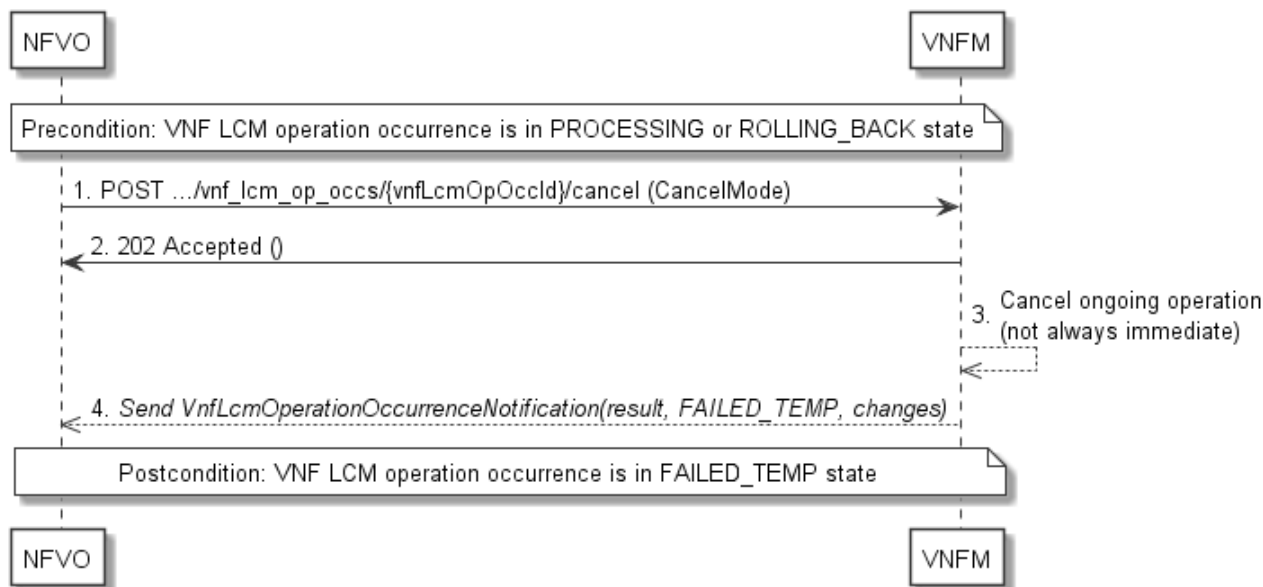 NFVO VNFM
Precondition: VNF LCM operation occurrence is in PROCESSING or ROLLING_BACK state
1. POST .../vnf_lcm_op_occs/{vnfLcmOpOccId}/cancel (CancelMode)
2. 202 Accepted ()
3. Cancel ongoing operation
(not always immediate)
4. Send VnfLcmOperationOccurrenceNotification(result, FAILED_TEMP, changes)
Postcondition: VNF LCM operation occurrence is in FAILED_TEMP state
NFVO VNFM